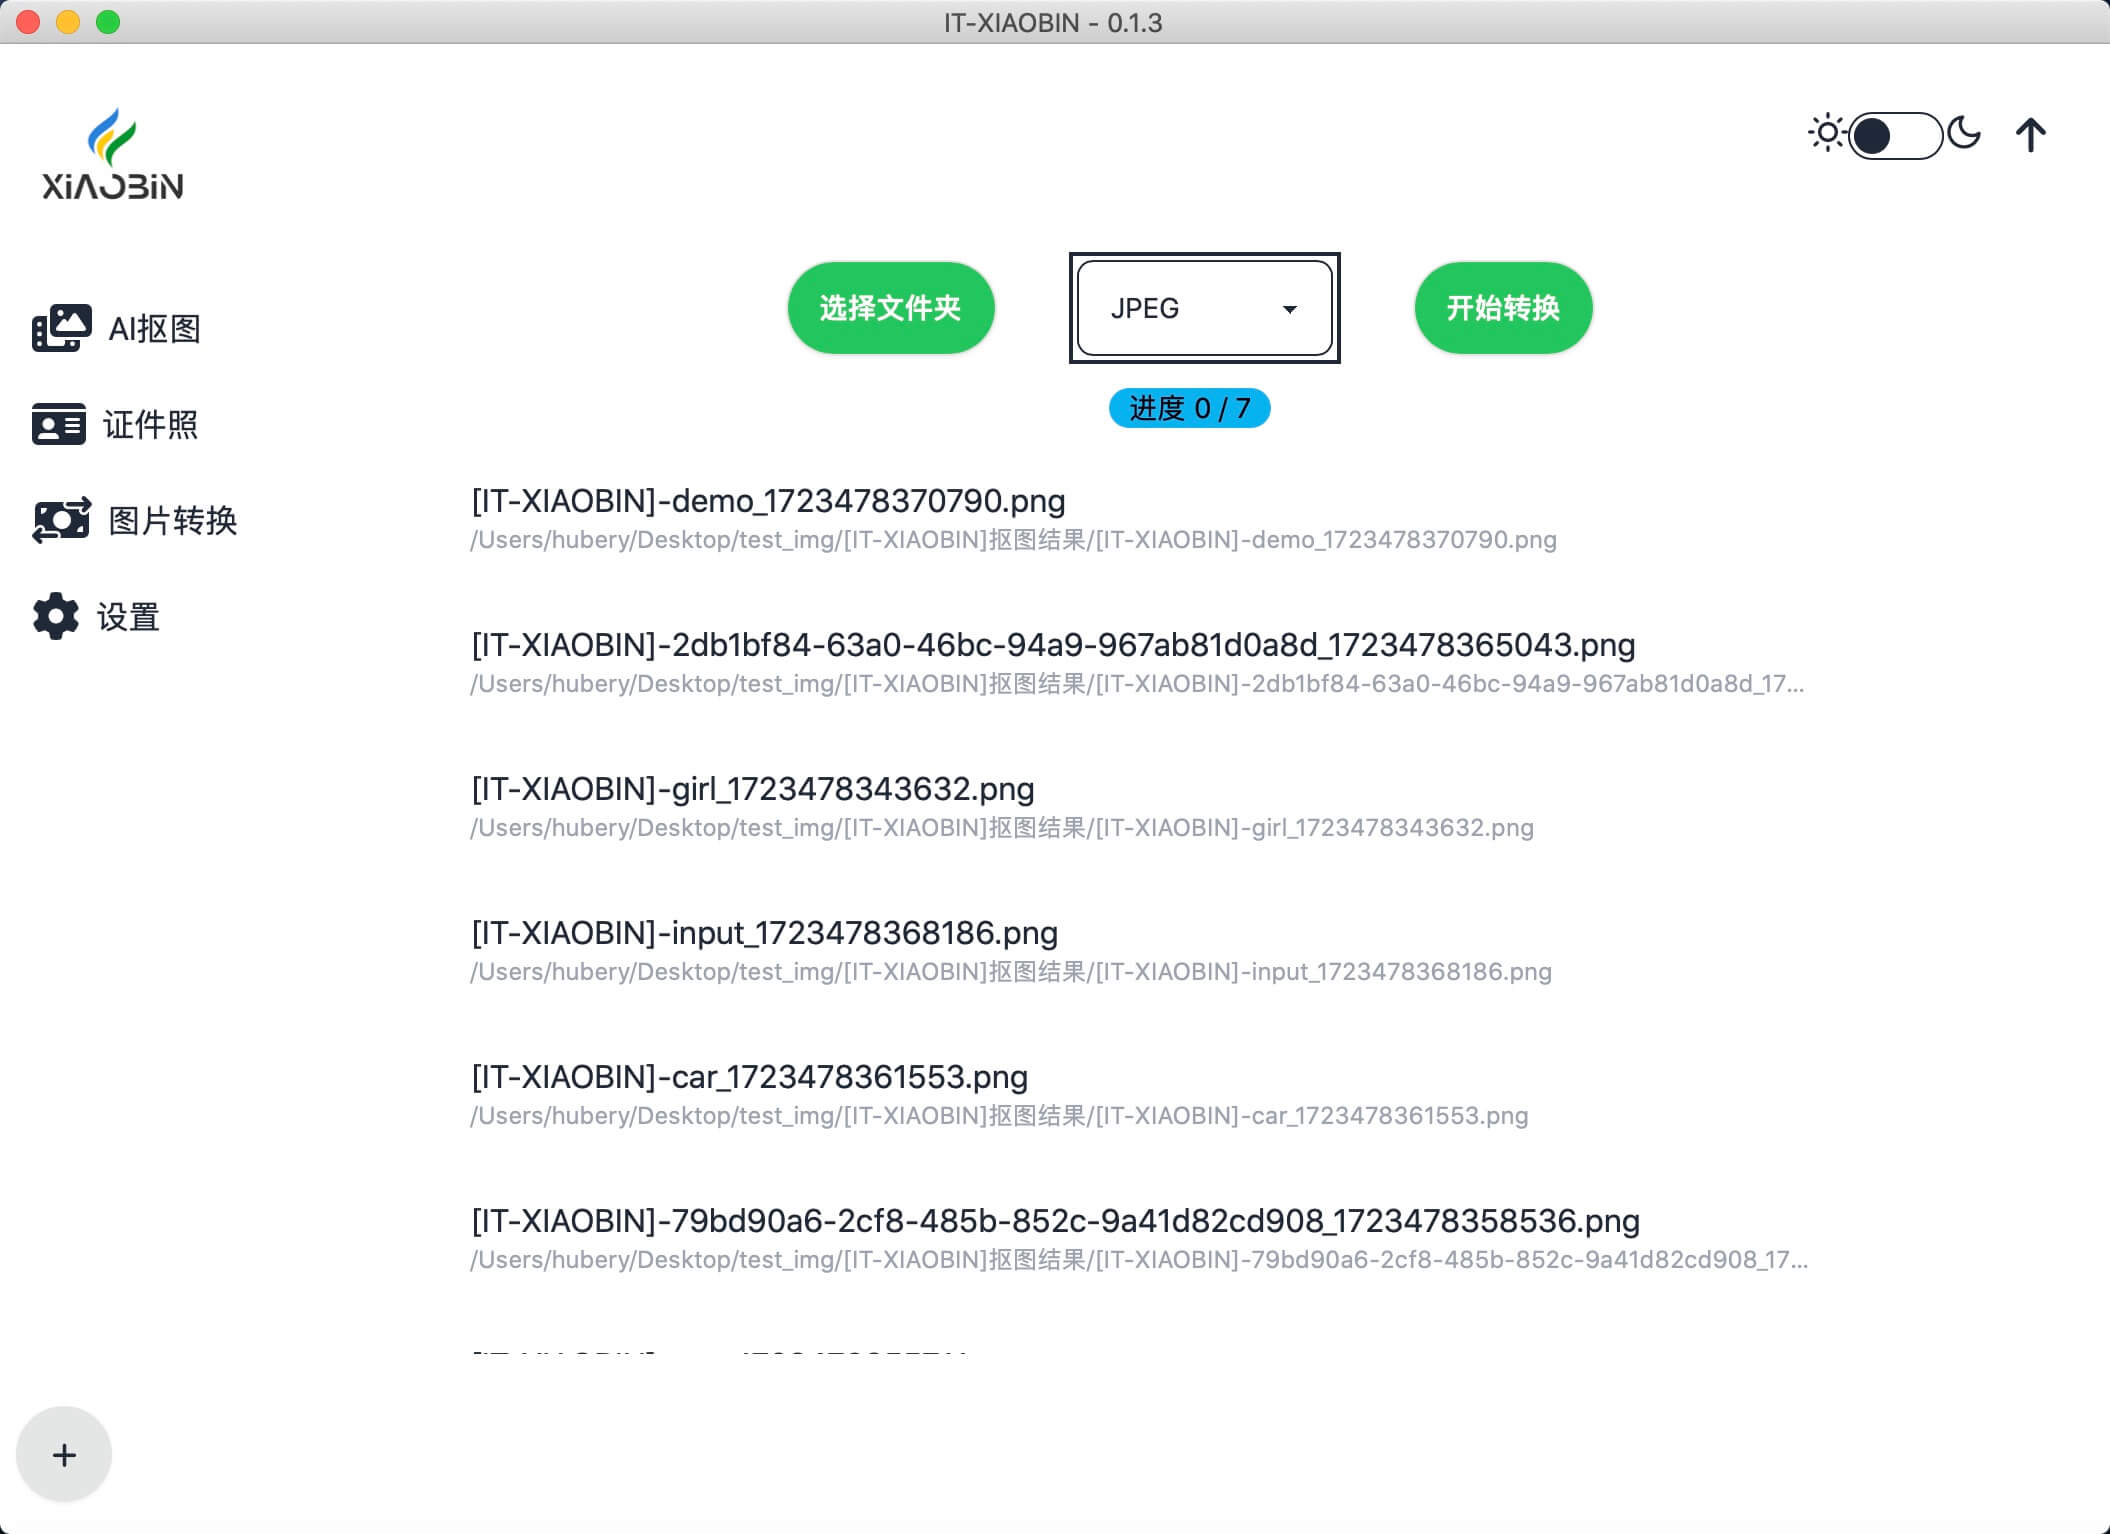 IT-XIAOBIN - 0.1.3
XiAOBiN
AI抠图
证件照
图片转换
设置
选择文件夹
JPEG
开始转换
进度 0 / 7
[IT-XIAOBIN]-demo_1723478370790.png
/Users/hubery/Desktop/test_img/[IT-XIAOBIN]抠图结果/[IT-XIAOBIN]-demo_1723478370790.png
[IT-XIAOBIN]-2db1bf84-63a0-46bc-94a9-967ab81d0a8d_1723478365043.png
/Users/hubery/Desktop/test_img/[IT-XIAOBIN]抠图结果/[IT-XIAOBIN]-2db1bf84-63a0-46bc-94a9-967ab81d0a8d_17...
[IT-XIAOBIN]-girl_1723478343632.png
/Users/hubery/Desktop/test_img/[IT-XIAOBIN]抠图结果/[IT-XIAOBIN]-girl_1723478343632.png
[IT-XIAOBIN]-input_1723478368186.png
/Users/hubery/Desktop/test_img/[IT-XIAOBIN]抠图结果/[IT-XIAOBIN]-input_1723478368186.png
[IT-XIAOBIN]-car_1723478361553.png
/Users/hubery/Desktop/test_img/[IT-XIAOBIN]抠图结果/[IT-XIAOBIN]-car_1723478361553.png
[IT-XIAOBIN]-79bd90a6-2cf8-485b-852c-9a41d82cd908_1723478358536.png
/Users/hubery/Desktop/test_img/[IT-XIAOBIN]抠图结果/[IT-XIAOBIN]-79bd90a6-2cf8-485b-852c-9a41d82cd908_17...